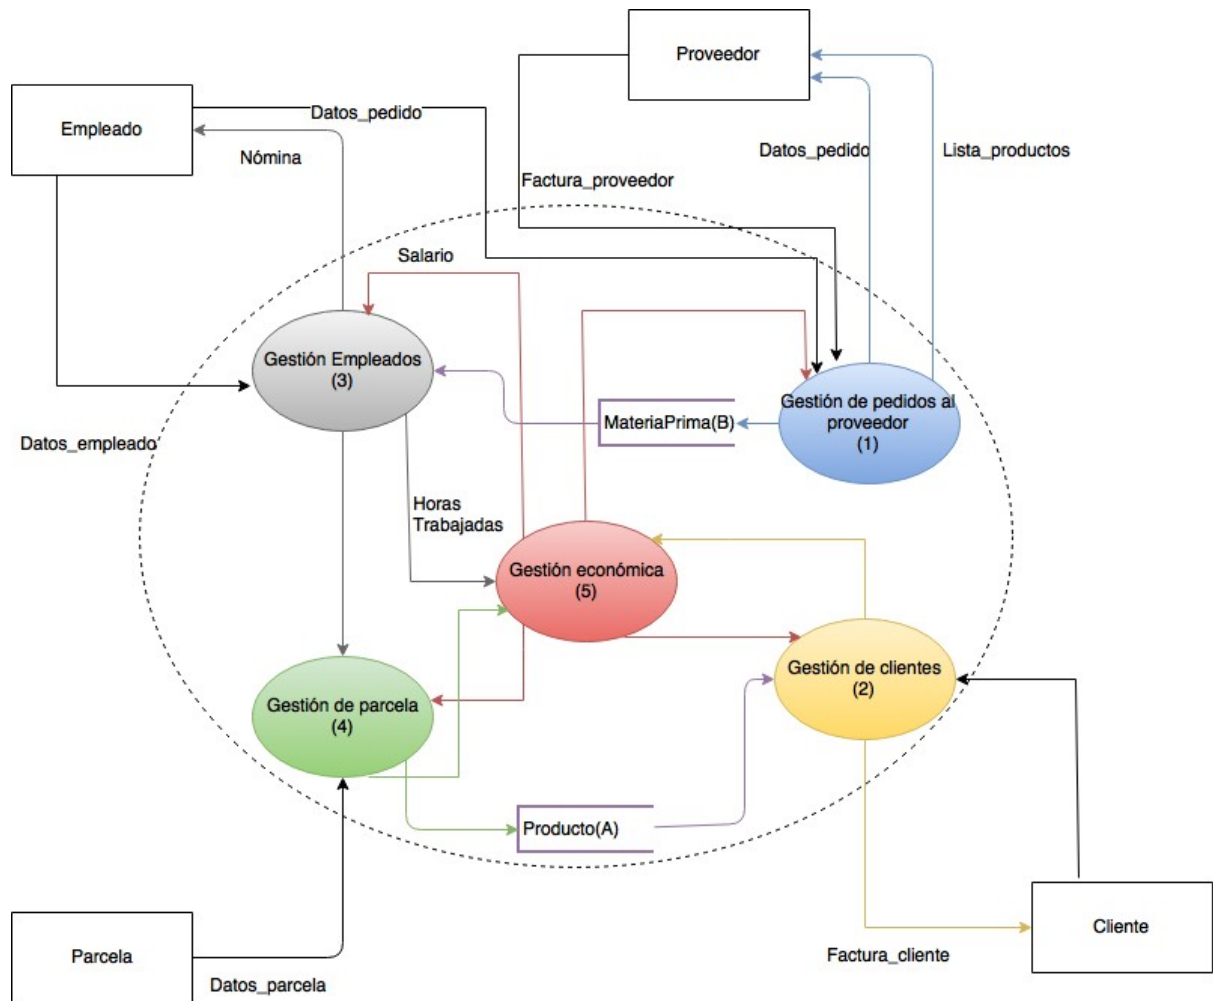 Proveedor
Empleado
Datos_pedido
Nómina
Datos_pedido
Lista_productos
Factura_proveedor
Salario
Gestión Empleados
(3)
Gestión de pedidos al
proveedor
(1)
MateriaPrima(B)
Datos_empleado
Horas
Trabajadas
Gestión económica
(5)
Gestión de clientes
(2)
Gestión de parcela
(4)
Producto(A)
Cliente
Factura_cliente
Parcela
Datos_parcela